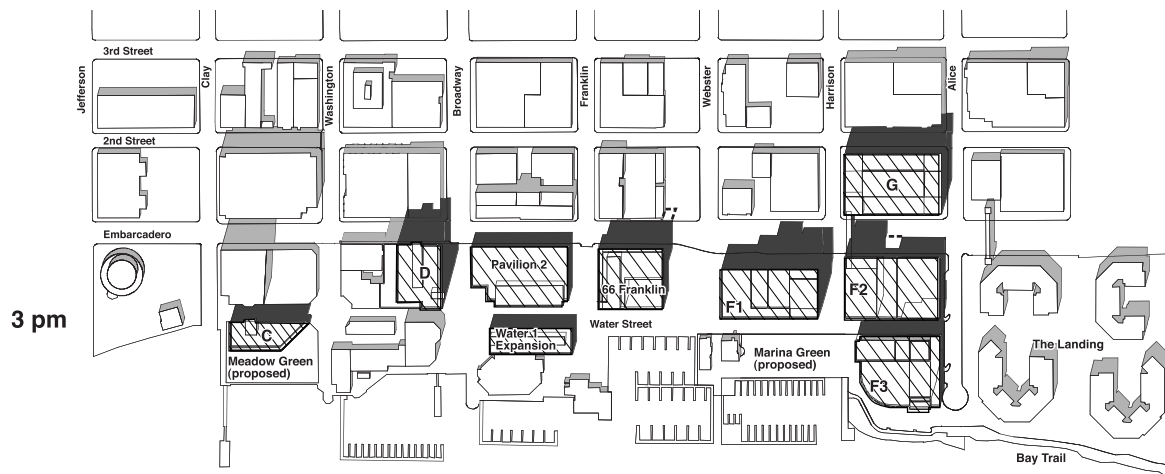 3rd Street
Jefferson
Clay
Washington
Broadway
Franklin
Webster
Harrison
Alice
2nd Street
G
Embarcadero
D
Pavilion 2
66 Franklin
F1
F2
3 pm
C
Water 1
Expansion
Water Street
Meadow Green
(proposed)
Marina Green
(proposed)
The Landing
F3
Bay Trail